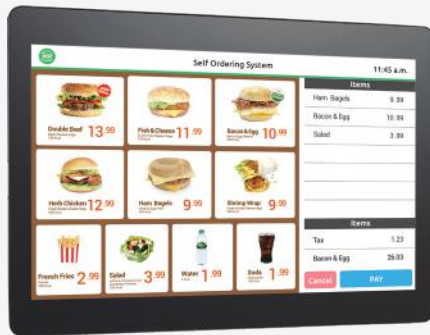 Self Ordering System
11:45 a.m.
Double Beef 13.99
Fish & Cheese 11.99
Bacon & Egg 10.99
Herb Chicken 12.99
Ham Bagels 9.99
Shrimp Wrap 9.99
French Fries 2.99
Salad 3.99
Water 1.99
Soda 1.99
Items
Ham Bagels 9.99
Bacon & Egg 10.99
Salad 3.99
Items
Tax 1.23
Bacon & Egg 26.03
Cancel
PAY